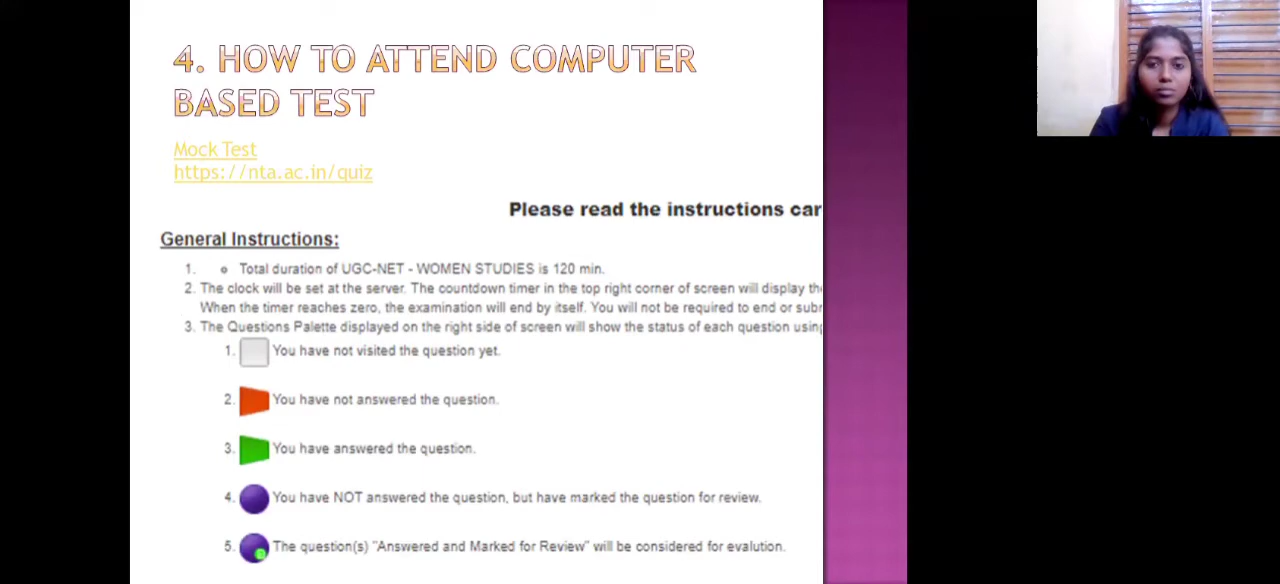 4. HOW TO ATTEND COMPUTER
BASED TEST
Mock Test
https://nta.ac.in/quiz
Please read the instructions car
General Instructions:
1. Total duration of UGC-NET - WOMEN STUDIES is 120 min.
2. The clock will be set at the server. The countdown timer in the top right corner of screen will display the
When the timer reaches zero, the examination will end by itself. You will not be required to end or subr
3. The Questions Palette displayed on the right side of screen will show the status of each question using
1. You have not visited the question yet.
2. You have not answered the question.
3. You have answered the question.
4. You have NOT answered the question, but have marked the question for review.
5. The question(s) "Answered and Marked for Review" will be considered for evalution.